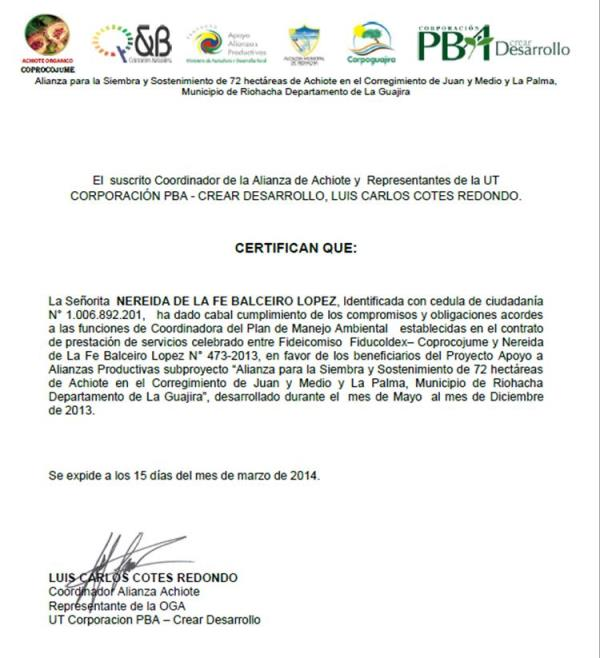 ACHIOTE ORGANICO
COPROCOJUME
&B
Apoyo
Alianzas
Productivas
Ministerio de Agricultura y Desarrollo Rural
ALCALDIA MUNICIPAL
DE RIOHACHA
Corpoguajira
CORPORACIÓN
PBA
crear
Desarrollo
Alianza para la Siembra y Sostenimiento de 72 hectáreas de Achiote en el Corregimiento de Juan y Medio y La Palma,
Municipio de Riohacha Departamento de La Guajira
El suscrito Coordinador de la Alianza de Achiote y Representantes de la UT
CORPORACIÓN PBA - CREAR DESARROLLO, LUIS CARLOS COTES REDONDO.
CERTIFICAN QUE:
La Señorita NEREIDA DE LA FE BALCEIRO LOPEZ, Identificada con cedula de ciudadanía
N° 1.006.892.201, ha dado cabal cumplimiento de los compromisos y obligaciones acordes
a las funciones de Coordinadora del Plan de Manejo Ambiental establecidas en el contrato
de prestación de servicios celebrado entre Fideicomiso Fiducoldex– Coprocojume y Nereida
de La Fe Balceiro Lopez N° 473-2013, en favor de los beneficiarios del Proyecto Apoyo a
Alianzas Productivas subproyecto “Alianza para la Siembra y Sostenimiento de 72 hectáreas
de Achiote en el Corregimiento de Juan y Medio y La Palma, Municipio de Riohacha
Departamento de La Guajira”, desarrollado durante el mes de Mayo al mes de Diciembre
de 2013.
Se expide a los 15 días del mes de marzo de 2014.
LUIS CARLOS COTES REDONDO
Coordinador Alianza Achiote
Representante de la OGA
UT Corporacion PBA – Crear Desarrollo